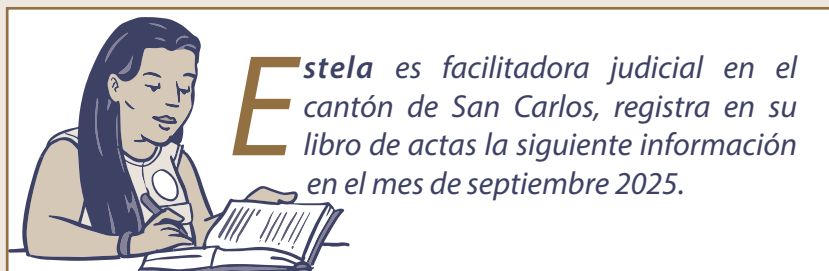 Estela es facilitadora judicial en el
cantón de San Carlos, registra en su
libro de actas la siguiente información
en el mes de septiembre 2025.